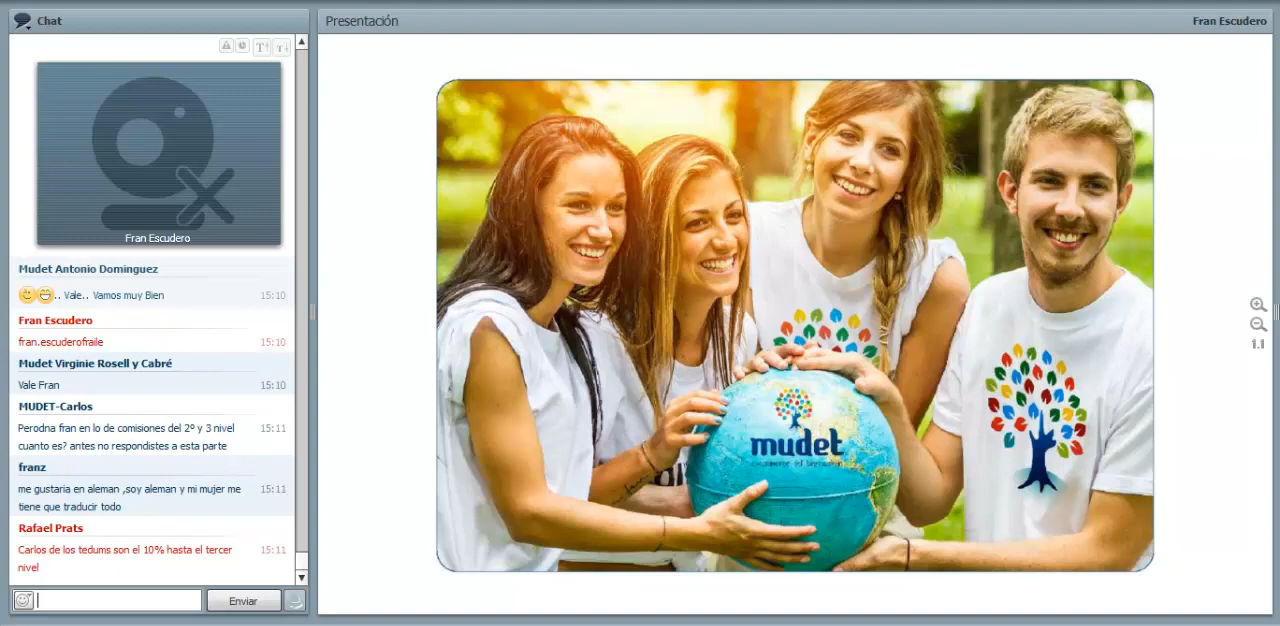 Chat
Fran Escudero
Mudet Antonio Dominguez
.. Vale.. Vamos muy Bien 15:10
Fran Escudero
fran.escuderofraile 15:10
Mudet Virginie Rosell y Cabré
Vale Fran 15:10
MUDET-Carlos
Perodna fran en lo de comisiones del 2º y 3 nivel 15:11
cuanto es? antes no respondistes a esta parte
franz
me gustaria en aleman ,soy aleman y mi mujer me 15:11
tiene que traducir todo
Rafael Prats
Carlos de los tedums son el 10% hasta el tercer 15:11
nivel
Enviar
Presentación Fran Escudero
mudet
1.1